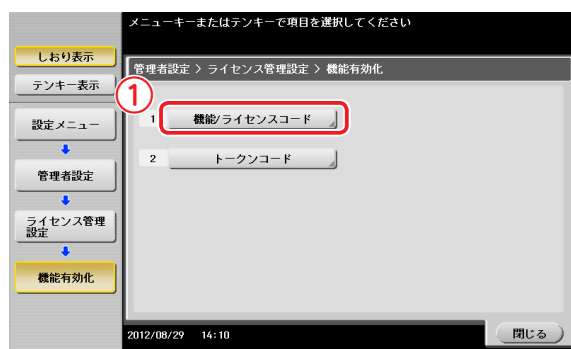 メニューキーまたはテンキーで項目を選択してください
しおり表示
テンキー表示
管理者設定 > ライセンス管理設定 > 機能有効化
①
1 機能/ライセンスコード
2 トークンコード
設定メニュー
管理者設定
ライセンス管理
設定
機能有効化
2012/08/29 14:10
閉じる